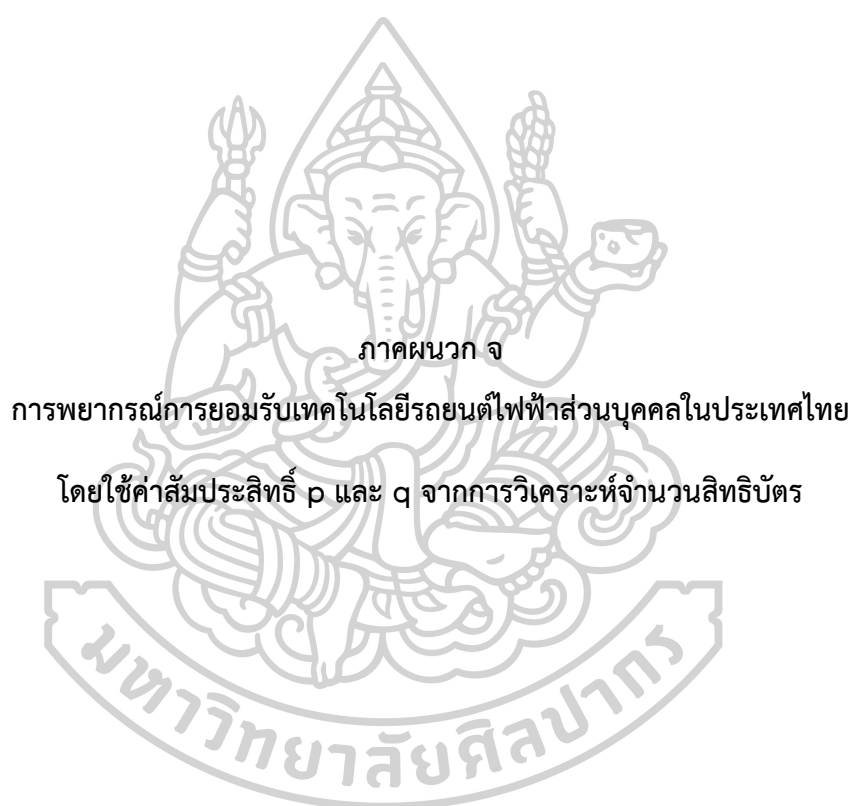 ภาคผนวก จ
การพยากรณ์การยอมรับเทคโนโลยีรถยนต์ไฟฟ้าส่วนบุคคลในประเทศไทย
โดยใช้ค่าสัมประสิทธิ์ p และ q จากการวิเคราะห์จำนวนสิทธิบัตร
มหาวิทยาลัยศิลปากร